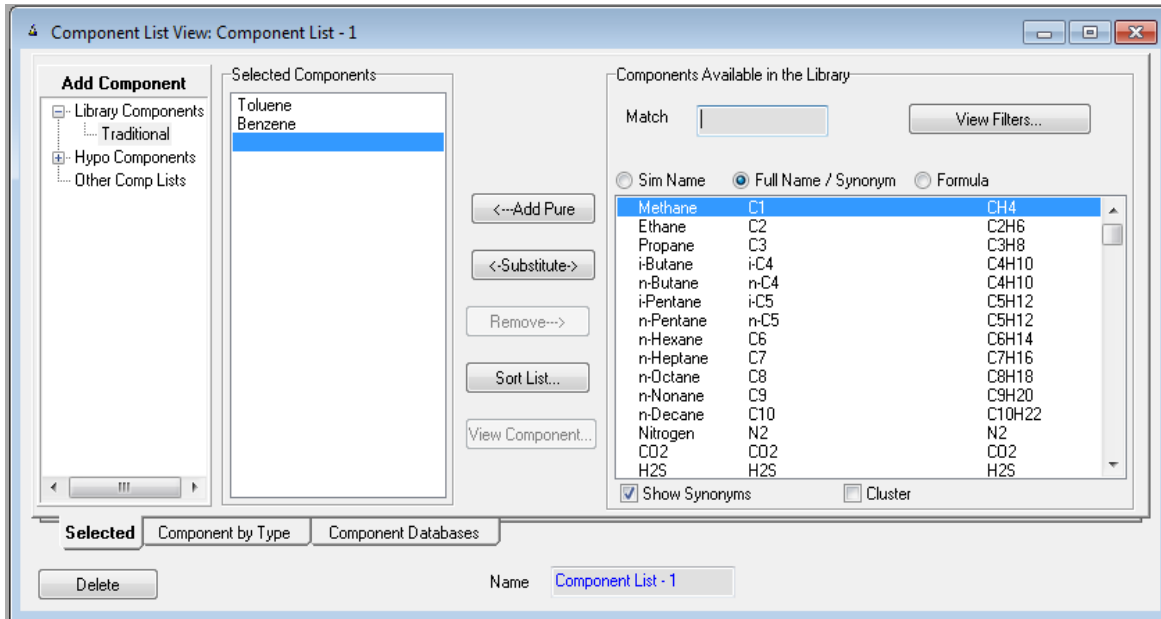 Component List View: Component List - 1
Add Component
Library Components
Traditional
Hypo Components
Other Comp Lists
Selected Components
Toluene
Benzene
<---Add Pure
<-Substitute->
Remove--->
Sort List...
View Component...
Components Available in the Library
Match
View Filters...
Sim Name Full Name / Synonym Formula
Methane C1 CH4
Ethane C2 C2H6
Propane C3 C3H8
i-Butane i-C4 C4H10
n-Butane n-C4 C4H10
i-Pentane i-C5 C5H12
n-Pentane n-C5 C5H12
n-Hexane C6 C6H14
n-Heptane C7 C7H16
n-Octane C8 C8H18
n-Nonane C9 C9H20
n-Decane C10 C10H22
Nitrogen N2 N2
CO2 CO2 CO2
H2S H2S H2S
Show Synonyms Cluster
Selected Component by Type Component Databases
Delete Name Component List - 1